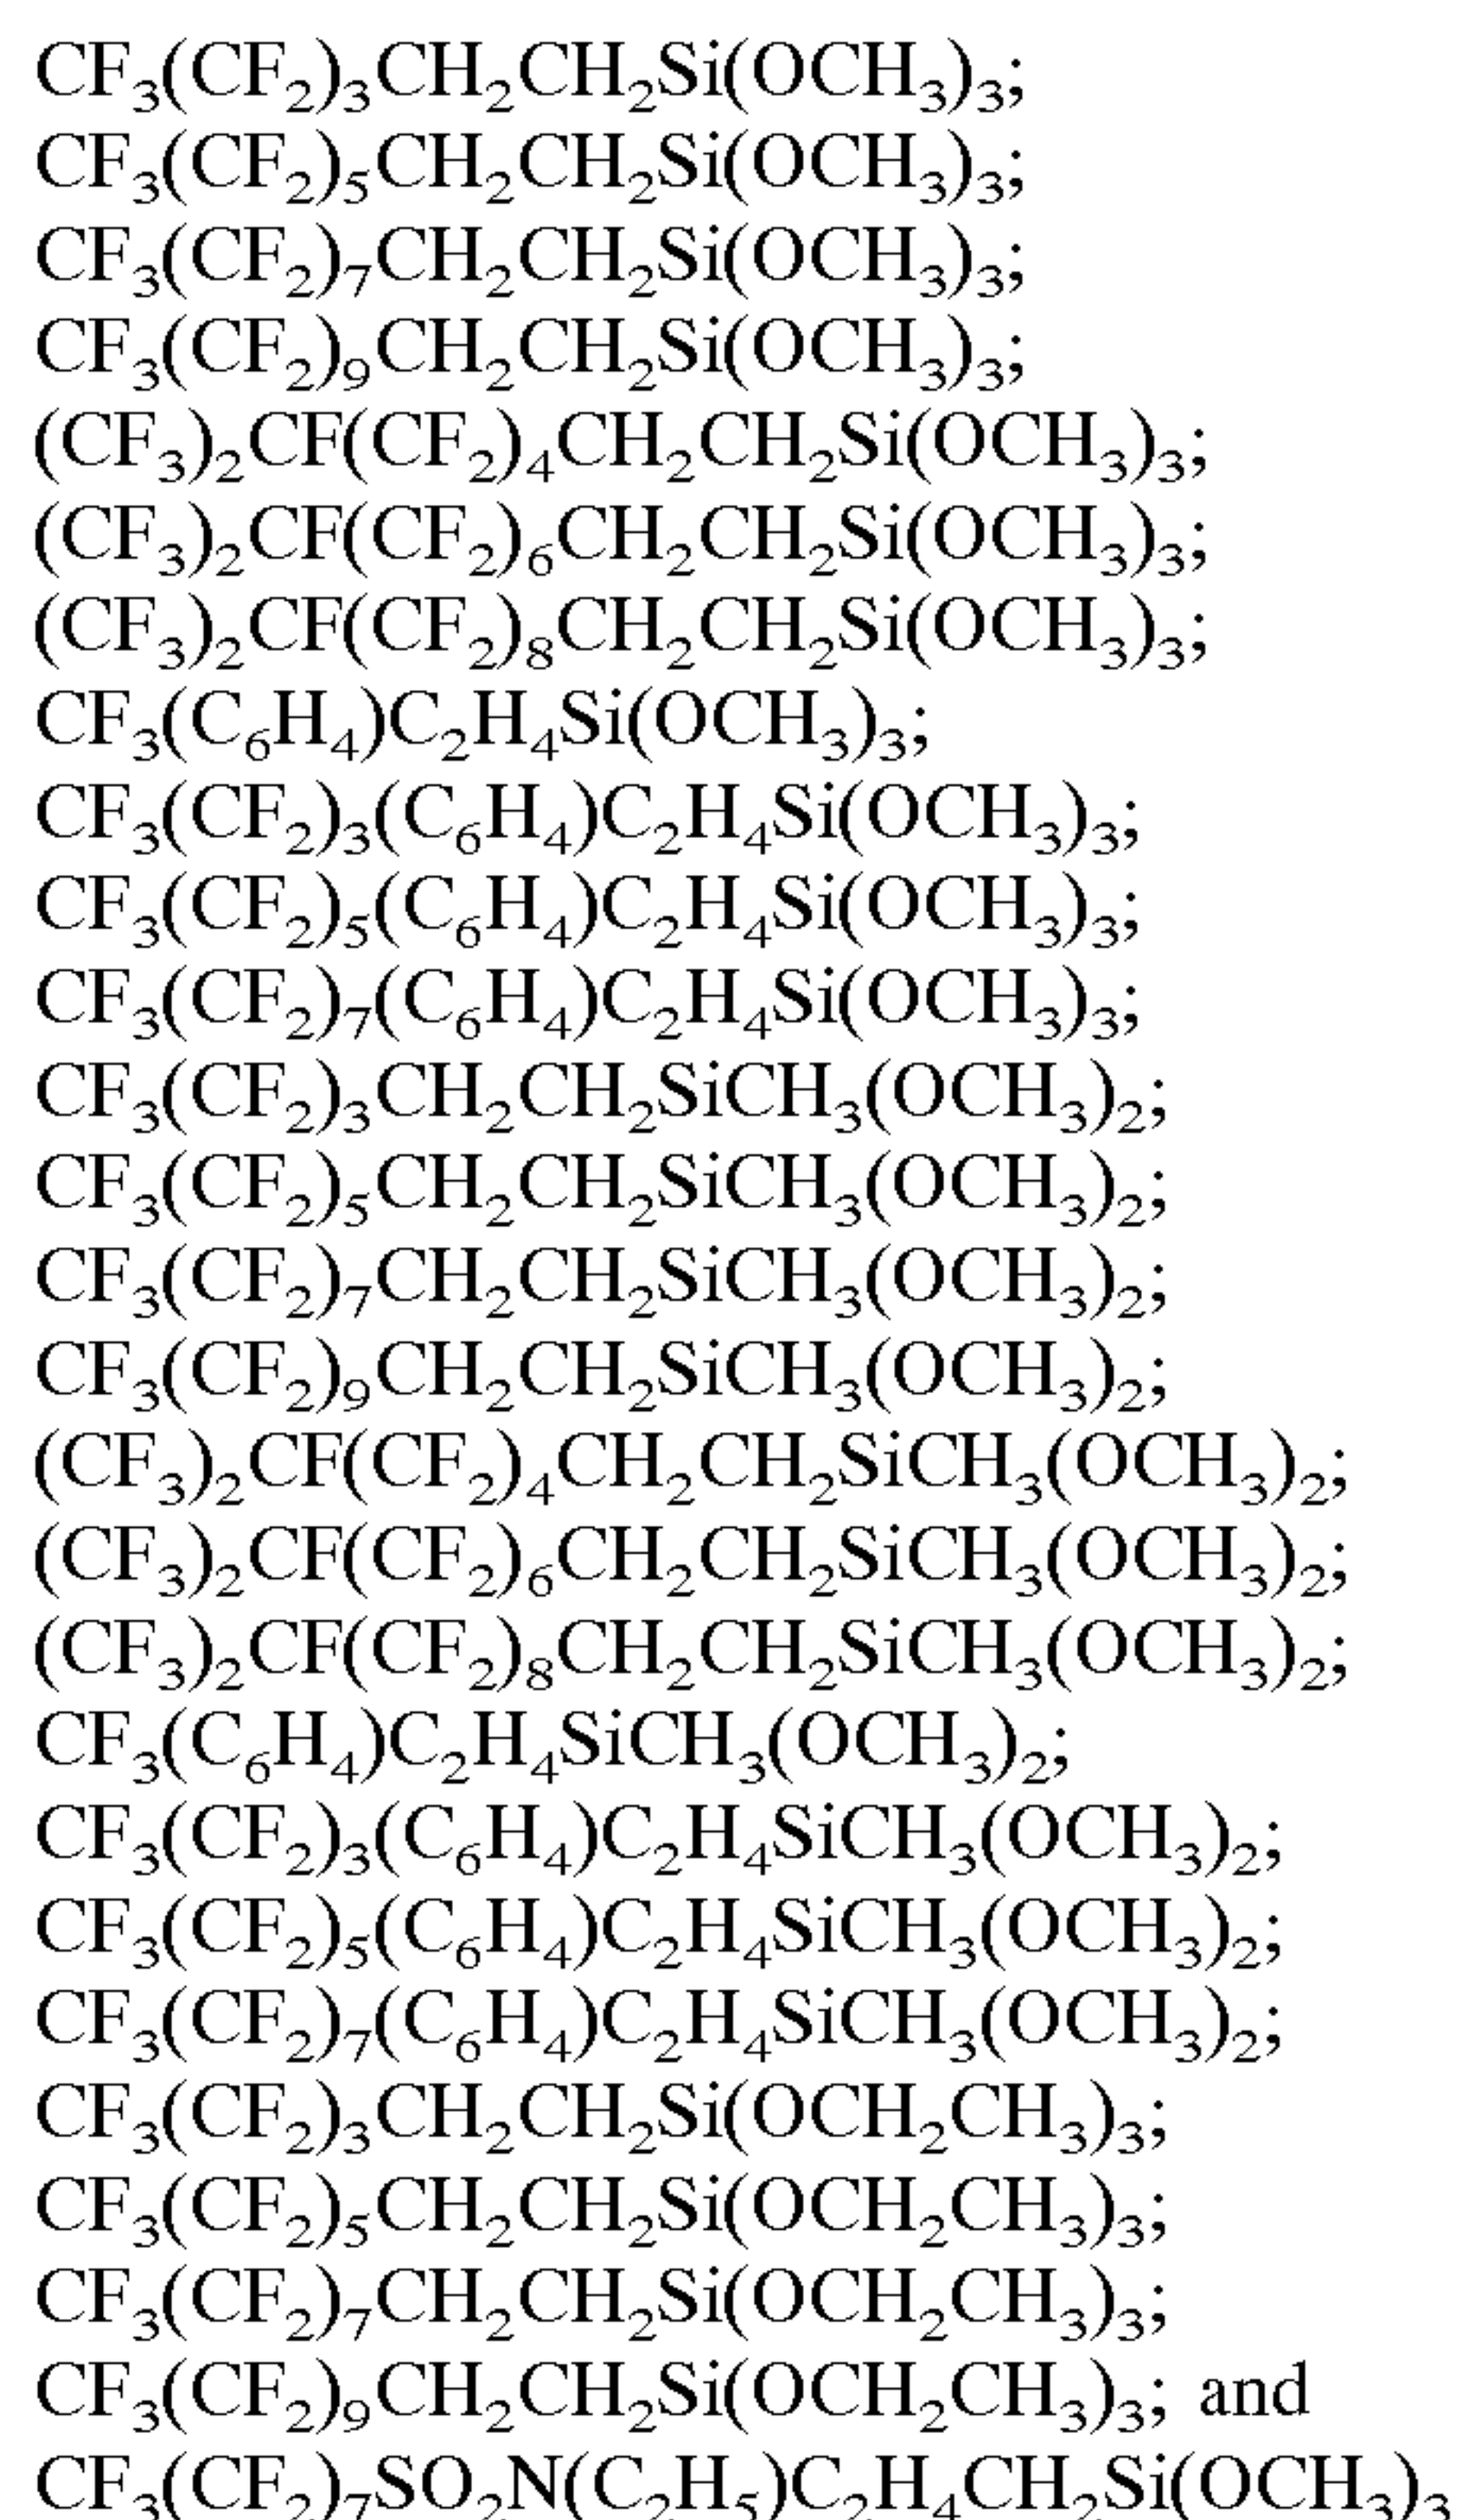 CF₃(CF₂)₃CH₂CH₂Si(OCH₃)₃;
CF₃(CF₂)₅CH₂CH₂Si(OCH₃)₃;
CF₃(CF₂)₇CH₂CH₂Si(OCH₃)₃;
CF₃(CF₂)₉CH₂CH₂Si(OCH₃)₃;
(CF₃)₂CF(CF₂)₄CH₂CH₂Si(OCH₃)₃;
(CF₃)₂CF(CF₂)₆CH₂CH₂Si(OCH₃)₃;
(CF₃)₂CF(CF₂)₈CH₂CH₂Si(OCH₃)₃;
CF₃(C₆H₄)C₂H₄Si(OCH₃)₃;
CF₃(CF₂)₃(C₆H₄)C₂H₄Si(OCH₃)₃;
CF₃(CF₂)₅(C₆H₄)C₂H₄Si(OCH₃)₃;
CF₃(CF₂)₇(C₆H₄)C₂H₄Si(OCH₃)₃;
CF₃(CF₂)₃CH₂CH₂SiCH₃(OCH₃)₂;
CF₃(CF₂)₅CH₂CH₂SiCH₃(OCH₃)₂;
CF₃(CF₂)₇CH₂CH₂SiCH₃(OCH₃)₂;
CF₃(CF₂)₉CH₂CH₂SiCH₃(OCH₃)₂;
(CF₃)₂CF(CF₂)₄CH₂CH₂SiCH₃(OCH₃)₂;
(CF₃)₂CF(CF₂)₆CH₂CH₂SiCH₃(OCH₃)₂;
(CF₃)₂CF(CF₂)₈CH₂CH₂SiCH₃(OCH₃)₂;
CF₃(C₆H₄)C₂H₄SiCH₃(OCH₃)₂;
CF₃(CF₂)₃(C₆H₄)C₂H₄SiCH₃(OCH₃)₂;
CF₃(CF₂)₅(C₆H₄)C₂H₄SiCH₃(OCH₃)₂;
CF₃(CF₂)₇(C₆H₄)C₂H₄SiCH₃(OCH₃)₂;
CF₃(CF₂)₃CH₂CH₂Si(OCH₂CH₃)₃;
CF₃(CF₂)₅CH₂CH₂Si(OCH₂CH₃)₃;
CF₃(CF₂)₇CH₂CH₂Si(OCH₂CH₃)₃;
CF₃(CF₂)₉CH₂CH₂Si(OCH₂CH₃)₃; and
CF₃(CF₂)₇SO₂N(C₂H₅)C₂H₄CH₂Si(OCH₃)₃